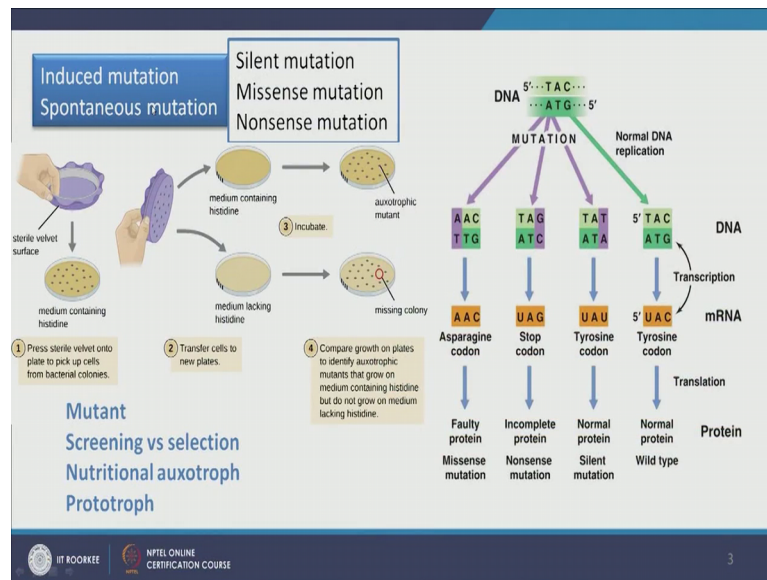 Induced mutation
Spontaneous mutation
Silent mutation
Missense mutation
Nonsense mutation
sterile velvet
surface
medium containing
histidine
1 Press sterile velvet onto
plate to pick up cells
from bacterial colonies.
medium containing
histidine
medium lacking
histidine
2 Transfer cells to
new plates.
3 Incubate.
auxotrophic
mutant
missing colony
4 Compare growth on plates
to identify auxotrophic
mutants that grow on
medium containing histidine
but do not grow on medium
lacking histidine.
Mutant
Screening vs selection
Nutritional auxotroph
Prototroph
DNA
5'···TAC···
···ATG···5'
MUTATION
Normal DNA
replication
AAC TAG TAT 5' TAC
TTG ATC ATA ATG
DNA
Transcription
AAC UAG UAU 5' UAC
mRNA
Asparagine
codon
Stop
codon
Tyrosine
codon
Tyrosine
codon
Translation
Faulty
protein
Incomplete
protein
Normal
protein
Normal
protein
Protein
Missense
mutation
Nonsense
mutation
Silent
mutation
Wild type
IIT ROORKEE
NPTEL ONLINE
CERTIFICATION COURSE
3